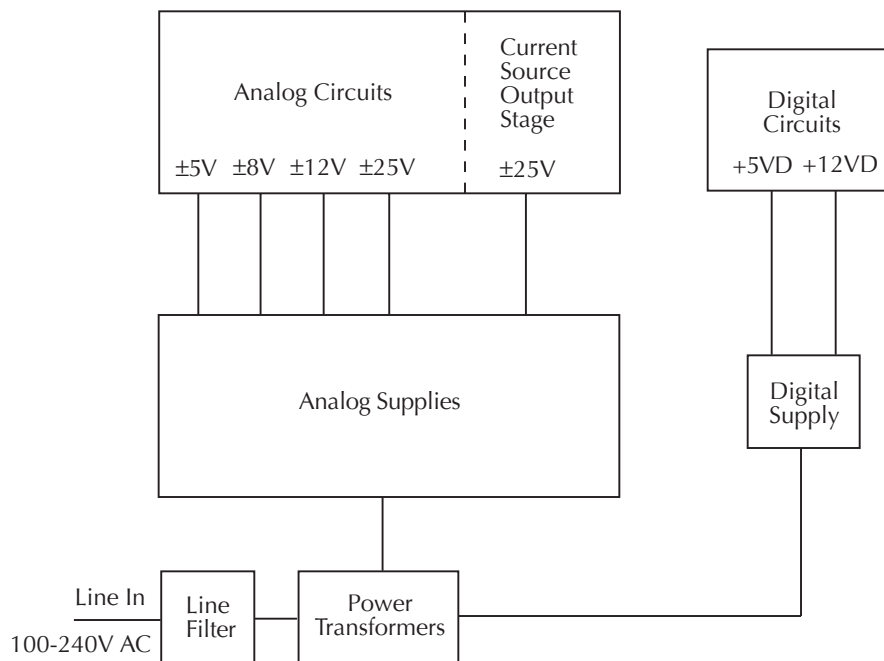 Analog Circuits
±5V ±8V ±12V ±25V
Current
Source
Output
Stage
±25V
Digital
Circuits
+5VD +12VD
Analog Supplies
Digital
Supply
Line In
100-240V AC
Line
Filter
Power
Transformers